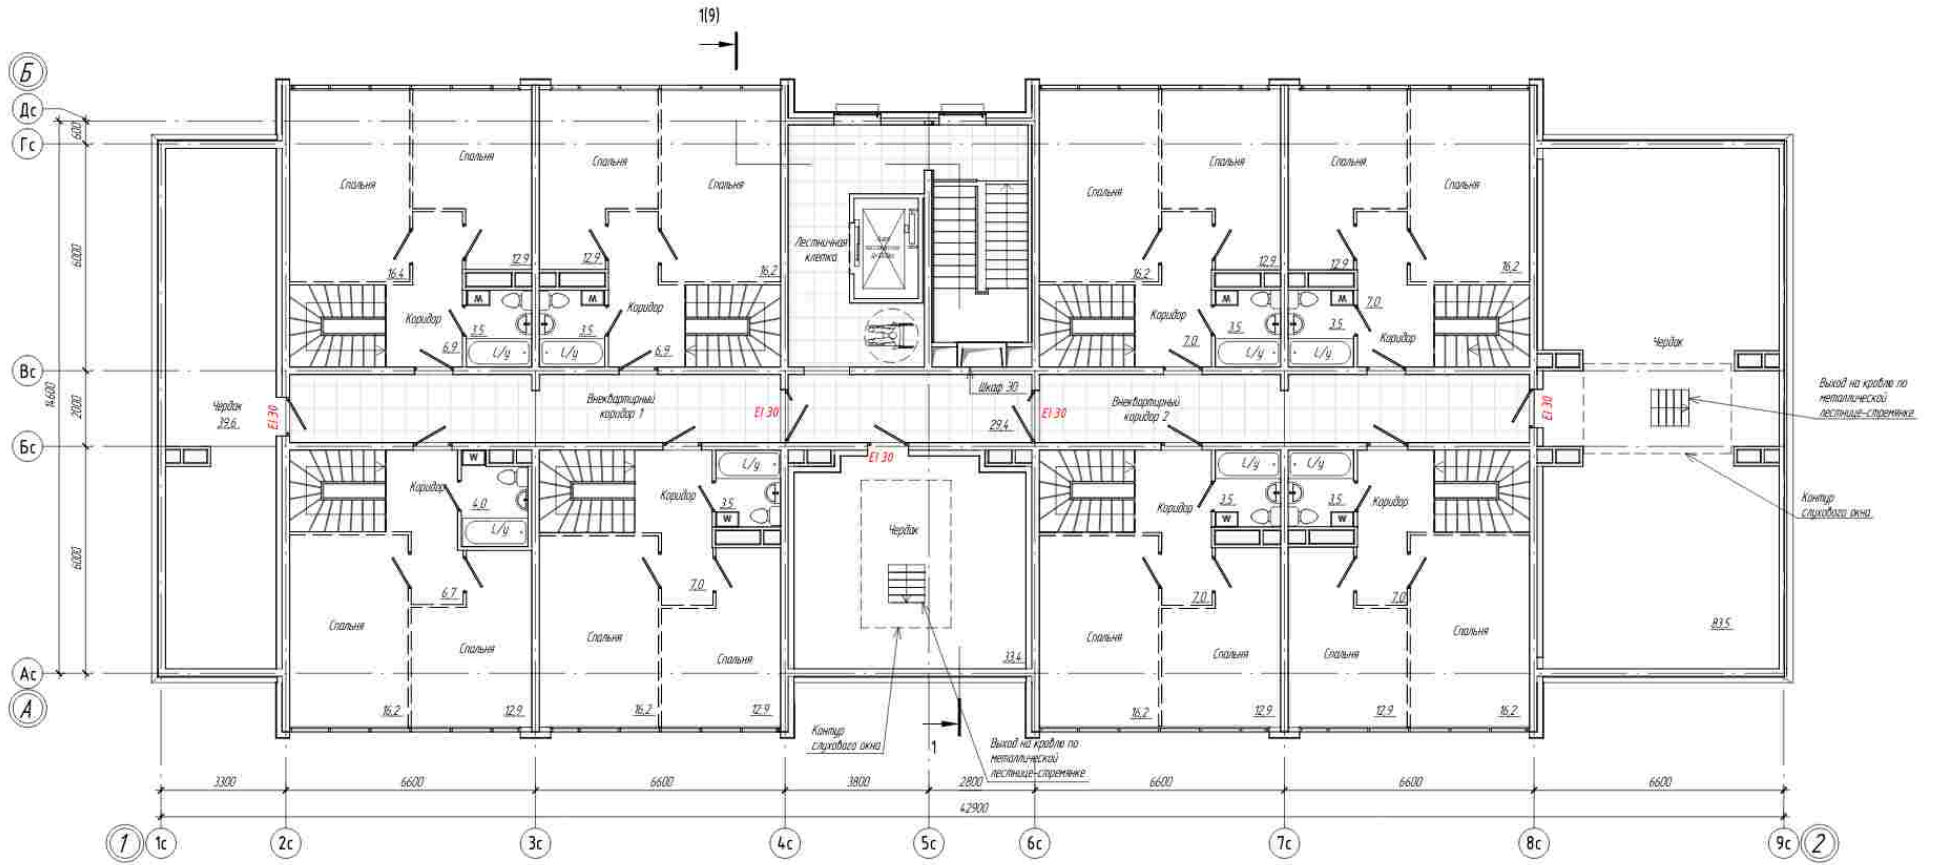 1(9)
Б
Дс
Гс
Вс
Бс
Ас
А
600
6000
2000
6000
14600
Спальня
Спальня
Спальня
Спальня
Спальня
Спальня
Спальня
Спальня
16,4
12,9
12,9
16,2
16,2
12,9
12,9
16,2
Лестничная
клетка
Коридор
Коридор
Коридор
Коридор
W
W
W
W
3,5
3,5
3,5
3,5
6,9
6,9
7,0
7,0
С/у
С/у
С/у
С/у
Чердак
39,6
EI 30
Внеквартирный
коридор 1
EI 30
29,4
Шкаф 30
EI 30
Внеквартирный
коридор 2
EI 30
EI 30
Чердак
83,5
Выход на кровлю по
металлической
лестнице-стремянке
Контур
слухового окна
Коридор
Коридор
Коридор
Коридор
W
W
W
W
4,0
3,5
3,5
3,5
С/у
С/у
С/у
С/у
6,7
7,0
7,0
7,0
Чердак
33,4
Спальня
Спальня
Спальня
Спальня
Спальня
Спальня
Спальня
Спальня
16,2
12,9
16,2
12,9
16,2
12,9
12,9
16,2
Контур
слухового окна
1
Выход на кровлю по
металлической
лестнице-стремянке
3300
6600
6600
3800
2800
6600
6600
6600
42900
1
1с
2с
3с
4с
5с
6с
7с
8с
9с
2